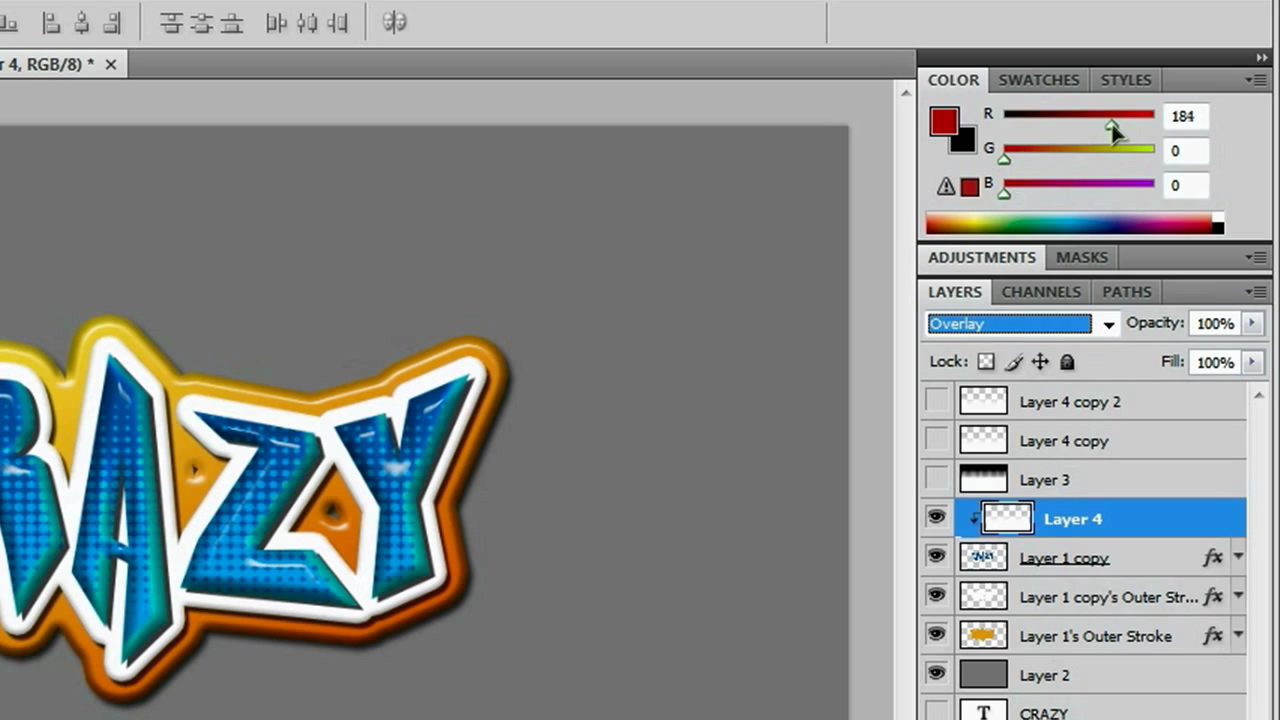 r 4, RGB/8) *
COLOR SWATCHES STYLES
R 184
G 0
B 0
ADJUSTMENTS MASKS
LAYERS CHANNELS PATHS
Overlay Opacity: 100%
Lock: Fill: 100%
Layer 4 copy 2
Layer 4 copy
Layer 3
Layer 4
Layer 1 copy fx
Layer 1 copy's Outer Str... fx
Layer 1's Outer Stroke fx
Layer 2
T CRAZY
RAZY